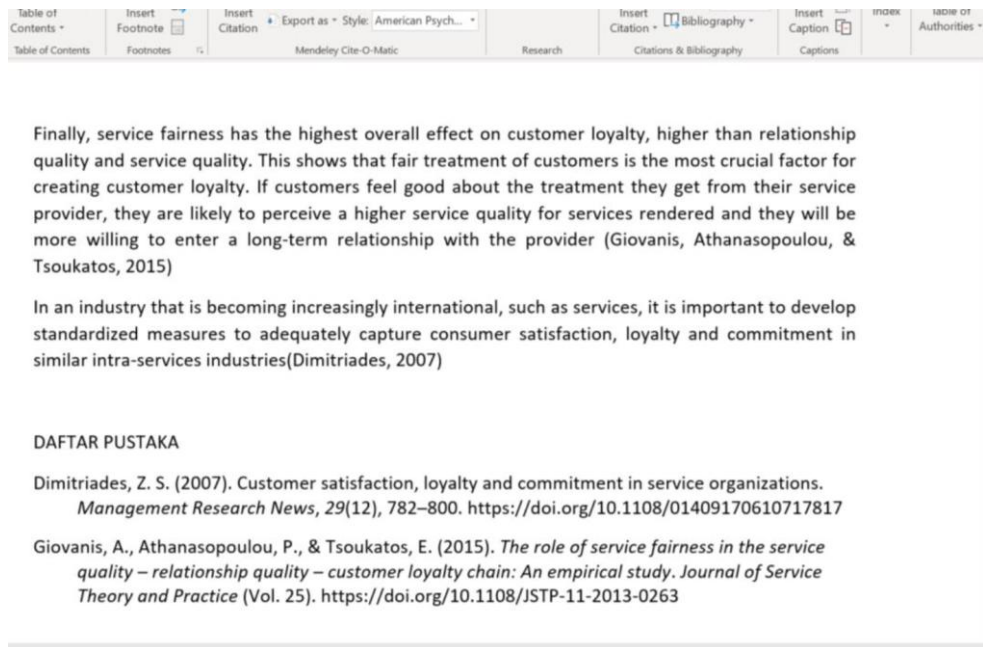 Table of Insert Insert Export as Style: American Psych... Insert Bibliography Insert Index Table of
Contents Footnote Citation Citation Caption Authorities
Table of Contents Footnotes Mendeley Cite-O-Matic Research Citations & Bibliography Captions
Finally, service fairness has the highest overall effect on customer loyalty, higher than relationship
quality and service quality. This shows that fair treatment of customers is the most crucial factor for
creating customer loyalty. If customers feel good about the treatment they get from their service
provider, they are likely to perceive a higher service quality for services rendered and they will be
more willing to enter a long-term relationship with the provider (Giovanis, Athanasopoulou, &
Tsoukatos, 2015)
In an industry that is becoming increasingly international, such as services, it is important to develop
standardized measures to adequately capture consumer satisfaction, loyalty and commitment in
similar intra-services industries(Dimitriades, 2007)
DAFTAR PUSTAKA
Dimitriades, Z. S. (2007). Customer satisfaction, loyalty and commitment in service organizations.
Management Research News, 29(12), 782–800. https://doi.org/10.1108/01409170610717817
Giovanis, A., Athanasopoulou, P., & Tsoukatos, E. (2015). The role of service fairness in the service
quality – relationship quality – customer loyalty chain: An empirical study. Journal of Service
Theory and Practice (Vol. 25). https://doi.org/10.1108/JSTP-11-2013-0263